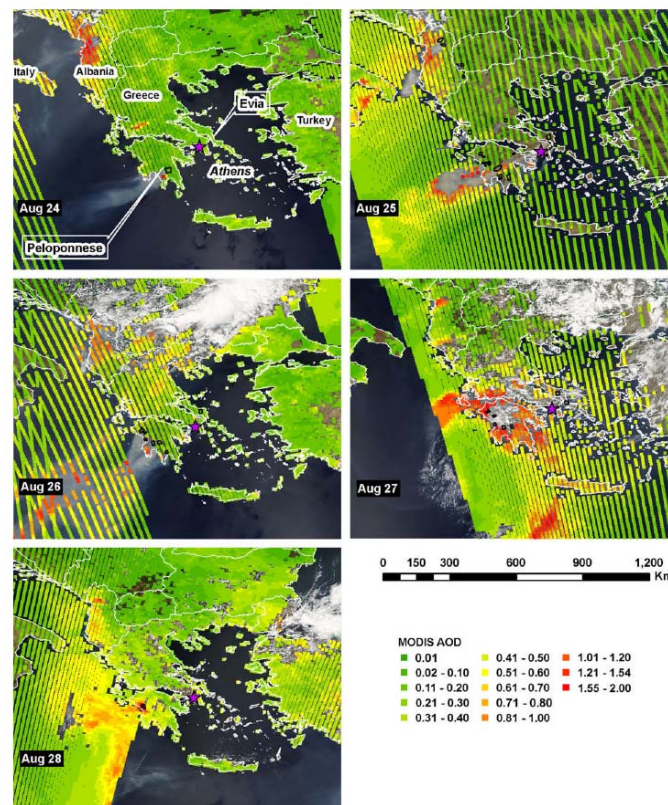 Italy
Albania
Greece
Evia
Turkey
Athens
Aug 24
Peloponnese
Aug 25
Aug 26
Aug 27
Aug 28
0 150 300 600 900 1,200
Km
MODIS AOD
0.01
0.02 - 0.10
0.11 - 0.20
0.21 - 0.30
0.31 - 0.40
0.41 - 0.50
0.51 - 0.60
0.61 - 0.70
0.71 - 0.80
0.81 - 1.00
1.01 - 1.20
1.21 - 1.54
1.55 - 2.00